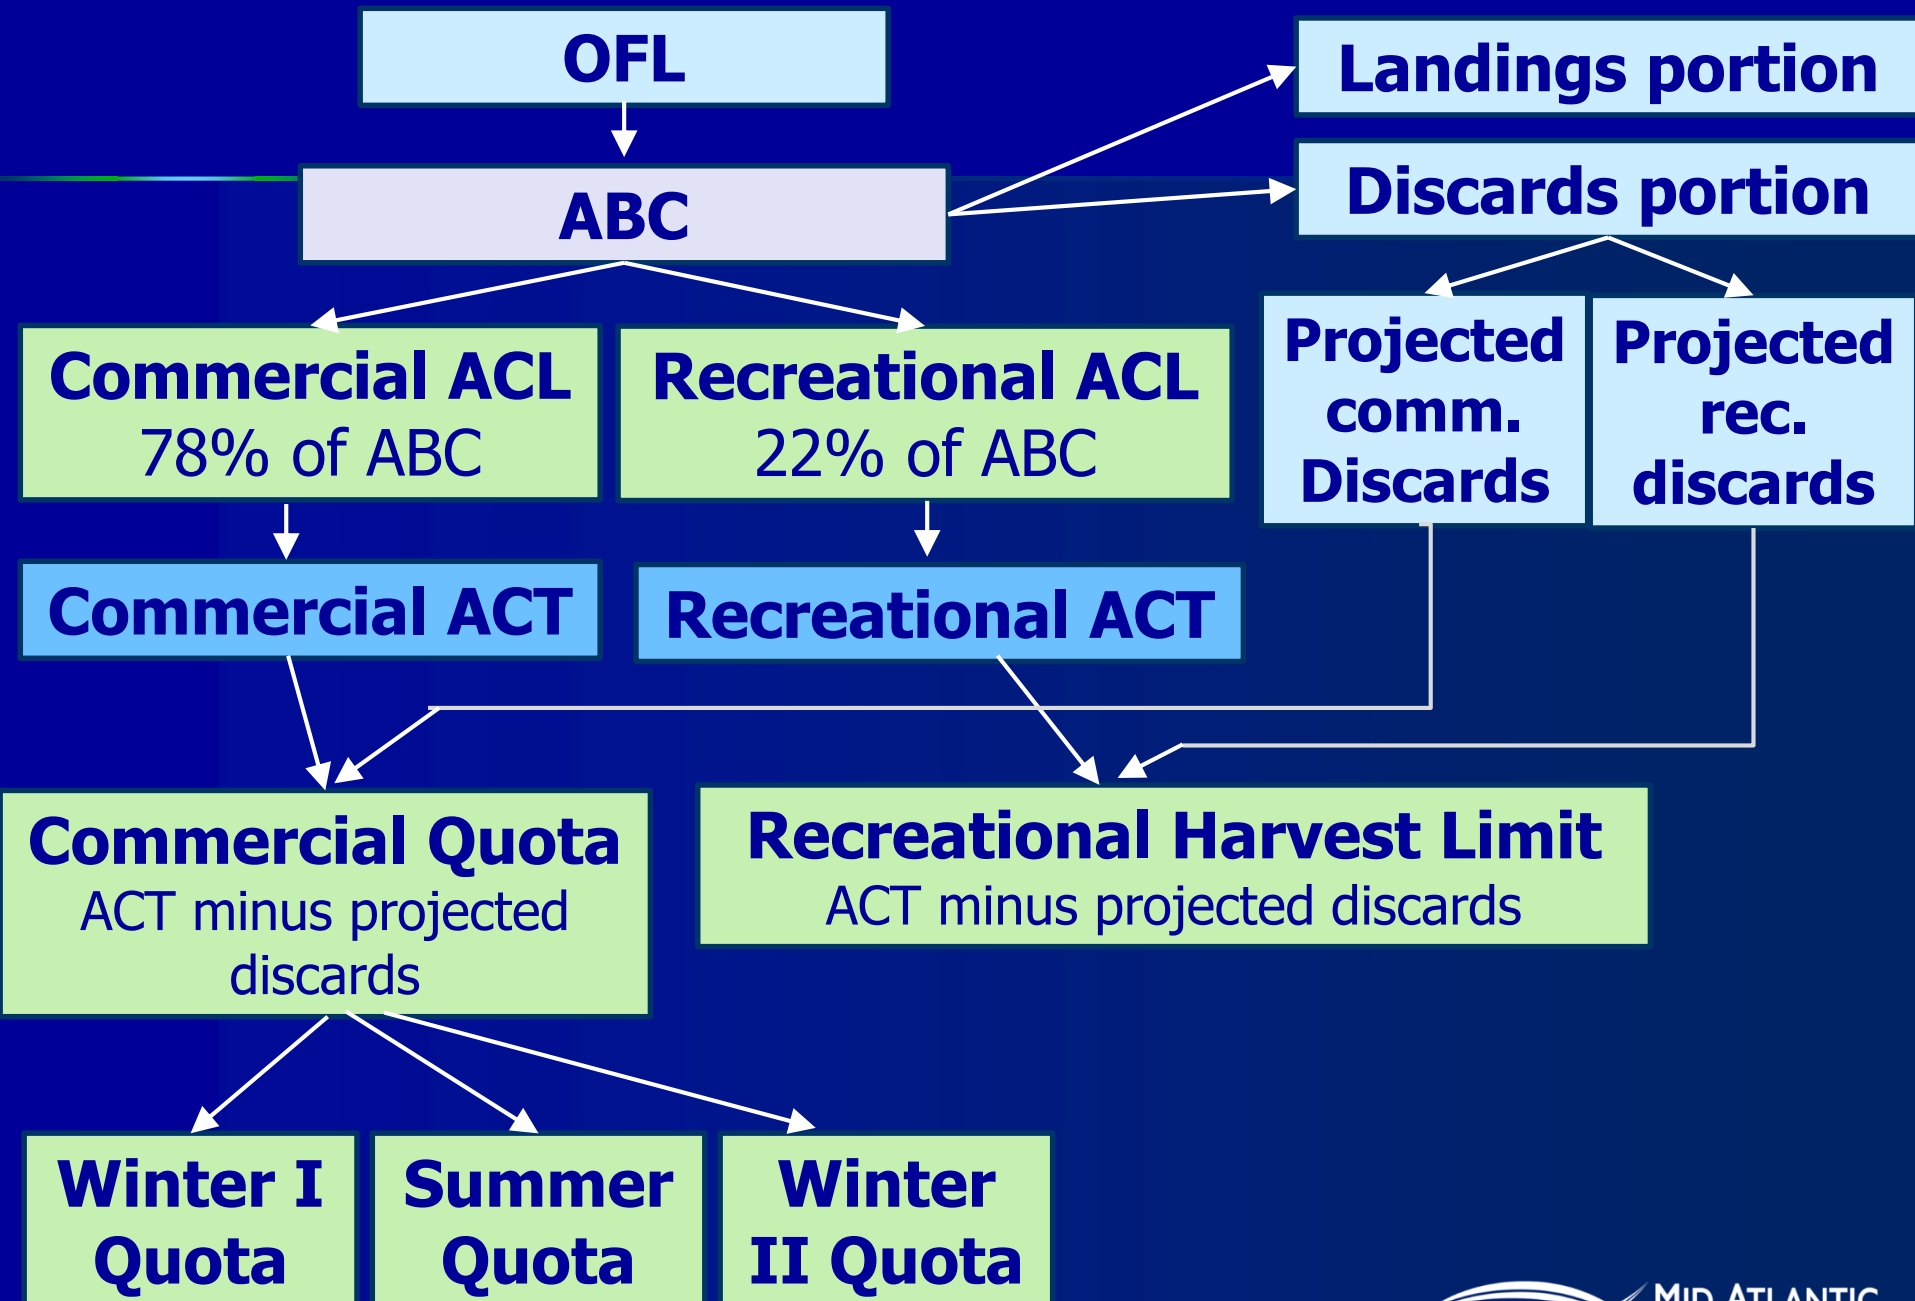 OFL
Landings portion
ABC
Discards portion
Commercial ACL
78% of ABC
Recreational ACL
22% of ABC
Projected
comm.
Discards
Projected
rec.
discards
Commercial ACT
Recreational ACT
Commercial Quota
ACT minus projected
discards
Recreational Harvest Limit
ACT minus projected discards
Winter I
Quota
Summer
Quota
Winter
II Quota
MID ATLANTIC